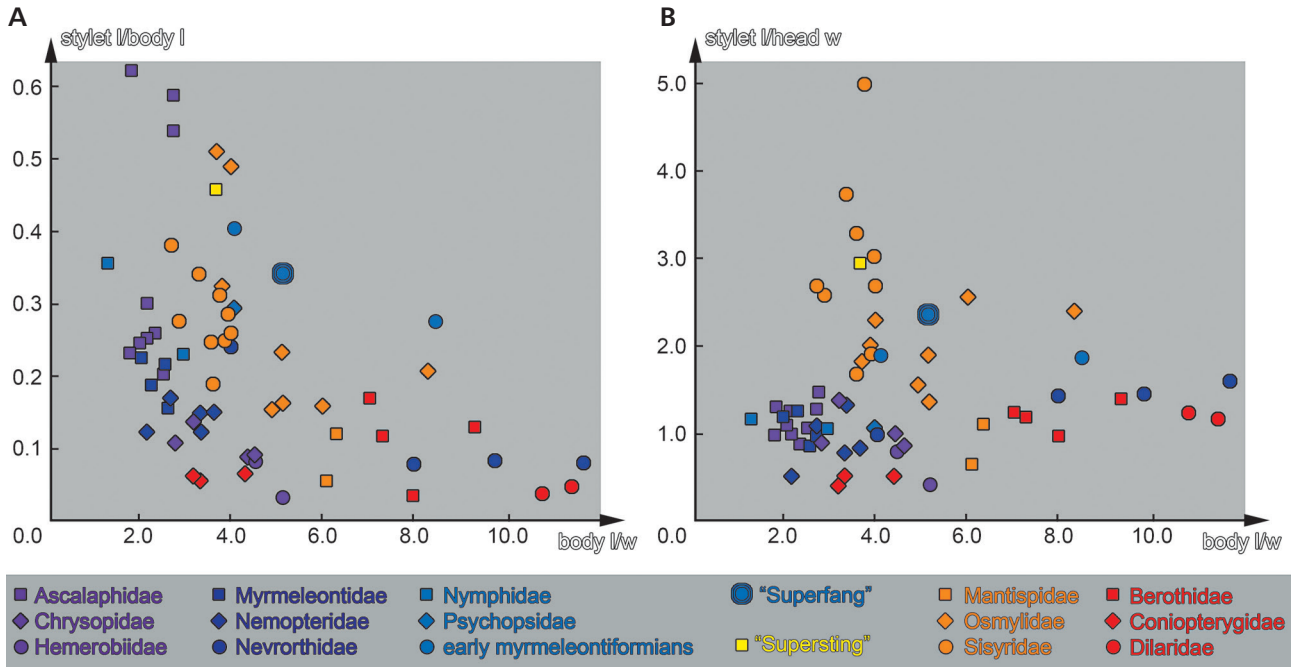 A
stylet l/body l
0.6
0.5
0.4
0.3
0.2
0.1
0.0
2.0 4.0 6.0 8.0 10.0
body l/w
B
stylet l/head w
5.0
4.0
3.0
2.0
1.0
0.0
2.0 4.0 6.0 8.0 10.0
body l/w
Ascalaphidae Myrmeleontidae Nymphidae "Superfang" Mantispidae Berothidae
Chrysopidae Nemopteridae Psychopsidae Osmylidae Coniopterygidae
Hemerobiidae Nevrorthidae early myrmeleontiformians "Supersting" Sisyridae Dilaridae